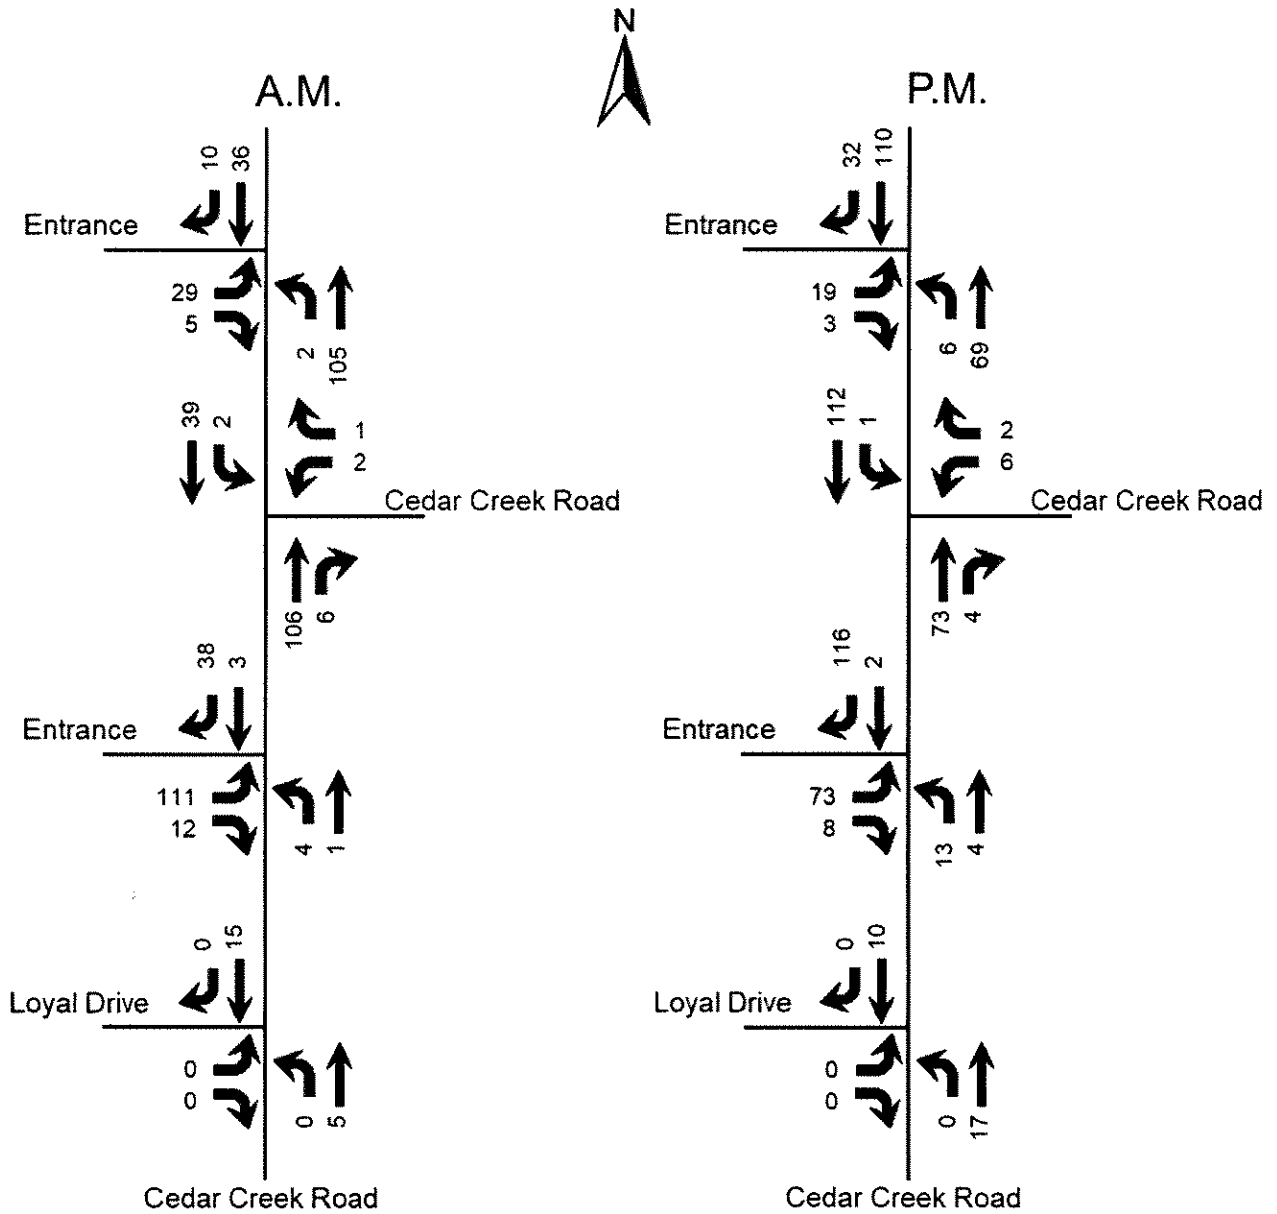 N
A.M.
P.M.
10 36
Entrance
29
5
2 105
39 2
1
2
Cedar Creek Road
106 6
38 3
Entrance
111
12
4 1
0 15
Loyal Drive
0
0
0 5
Cedar Creek Road
32 110
Entrance
19
3
6 69
112 1
2
6
Cedar Creek Road
73 4
116 2
Entrance
73
8
13 4
0 10
Loyal Drive
0
0
0 17
Cedar Creek Road